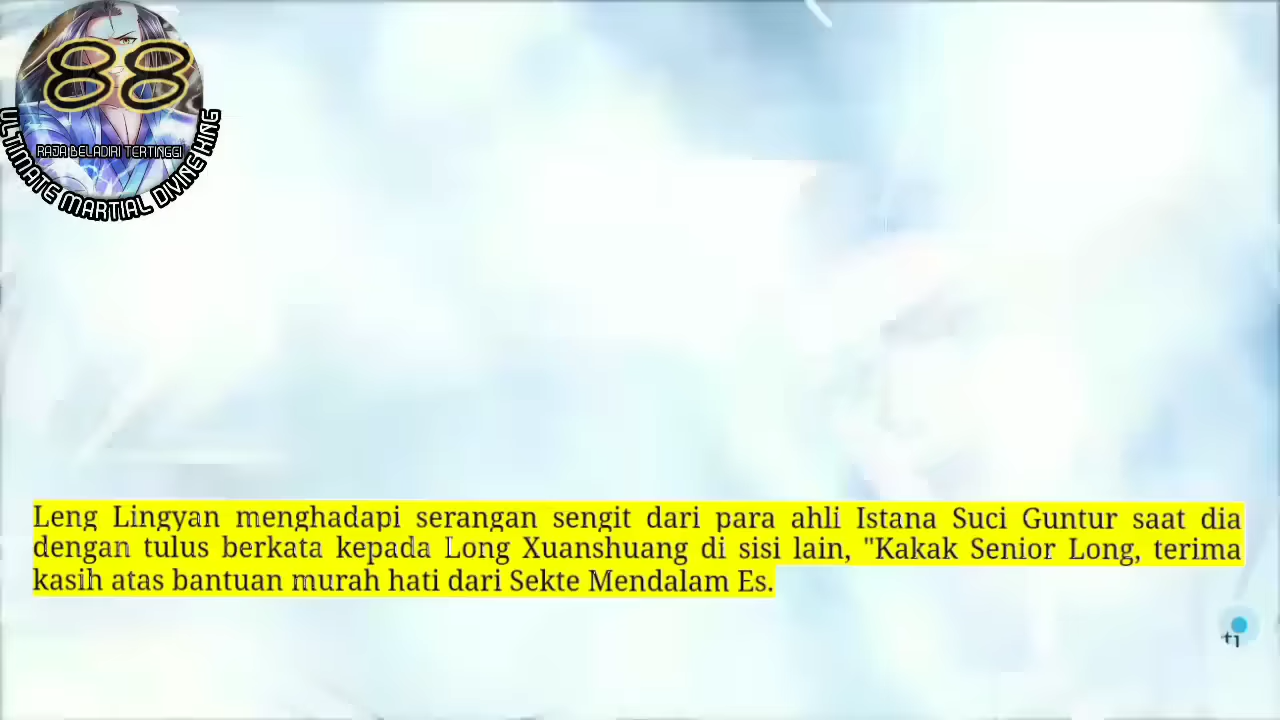 88
RAJA BELADIRI TERTINGGI
ULTIMATE MARTIAL DIVINE KING
Leng Lingyan menghadapi serangan sengit dari para ahli Istana Suci Guntur saat dia
dengan tulus berkata kepada Long Xuanshuang di sisi lain, "Kakak Senior Long, terima
kasih atas bantuan murah hati dari Sekte Mendalam Es.